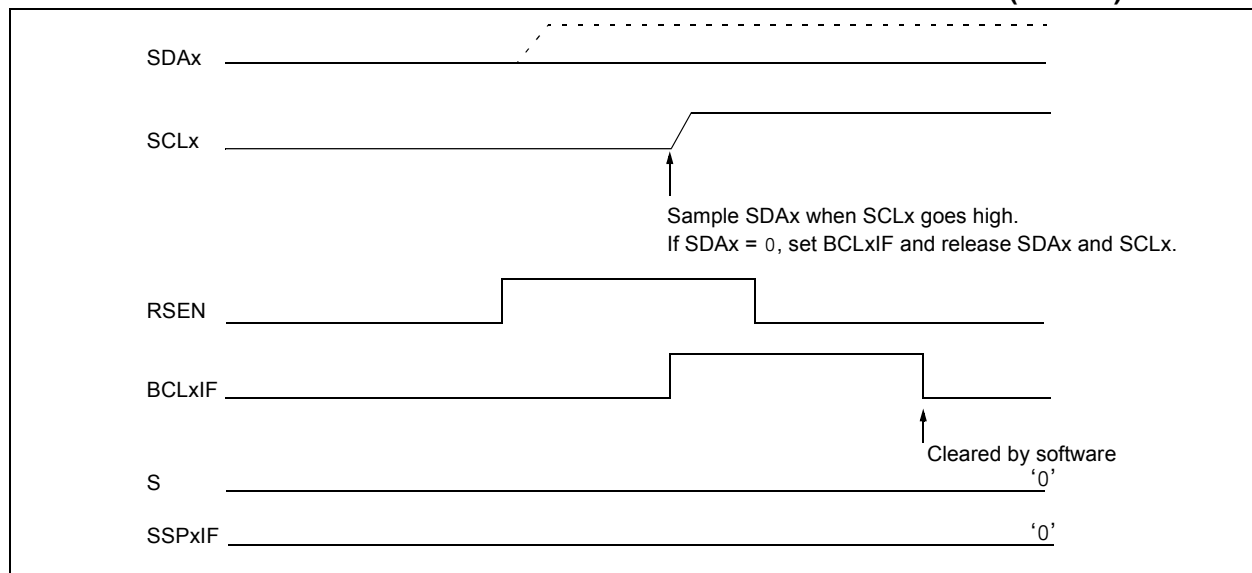 SDAx
SCLx
Sample SDAx when SCLx goes high.
If SDAx = 0, set BCLxIF and release SDAx and SCLx.
RSEN
BCLxIF
Cleared by software
S
‘0’
SSPxIF
‘0’